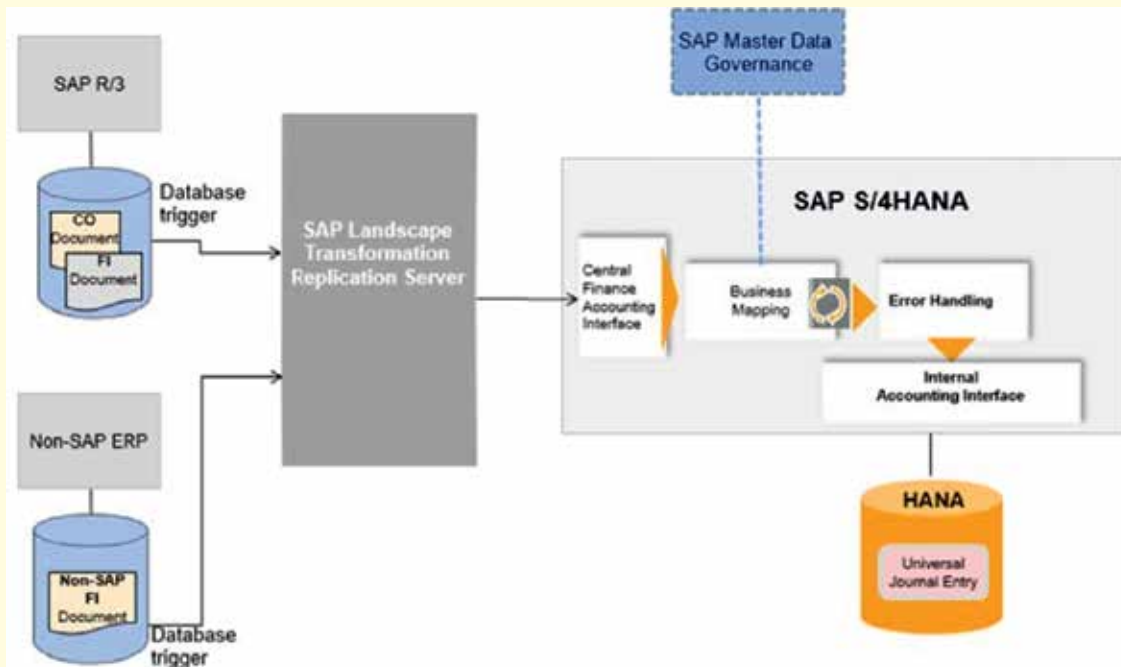 SAP Master Data
Governance
SAP R/3
Database
trigger
CO
Document
FI
Document
SAP Landscape
Transformation
Replication Server
SAP S/4HANA
Central
Finance
Accounting
Interface
Business
Mapping
Error Handling
Internal
Accounting Interface
Non-SAP ERP
Non-SAP
FI
Document
Database
trigger
HANA
Universal
Journal Entry